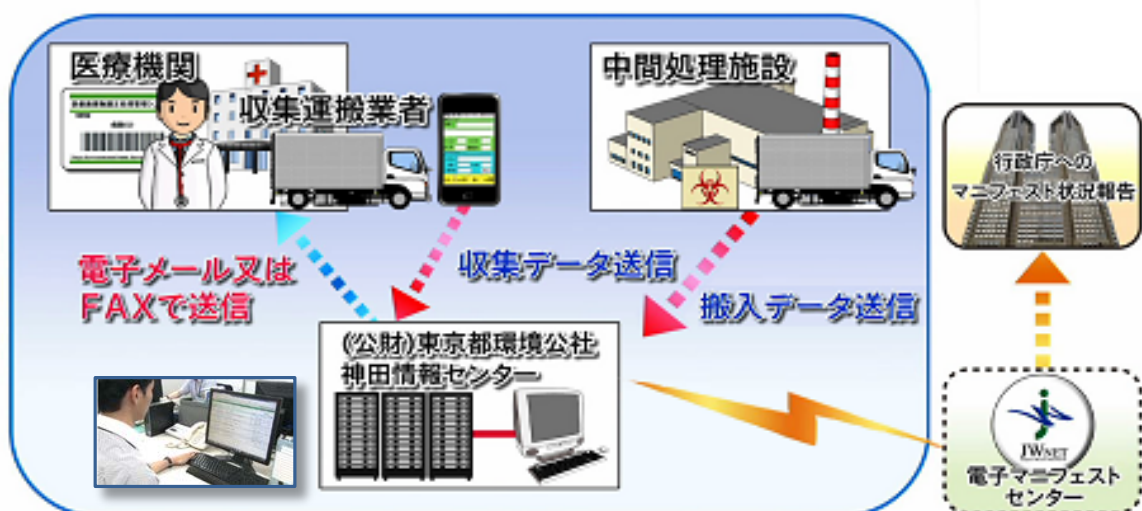 医療機関
収集運搬業者
中間処理施設
行政庁への
マニフェスト状況報告
電子メール又は
FAXで送信
収集データ送信
搬入データ送信
(公財)東京都環境公社
神田情報センター
JWNET
電子マニフェスト
センター